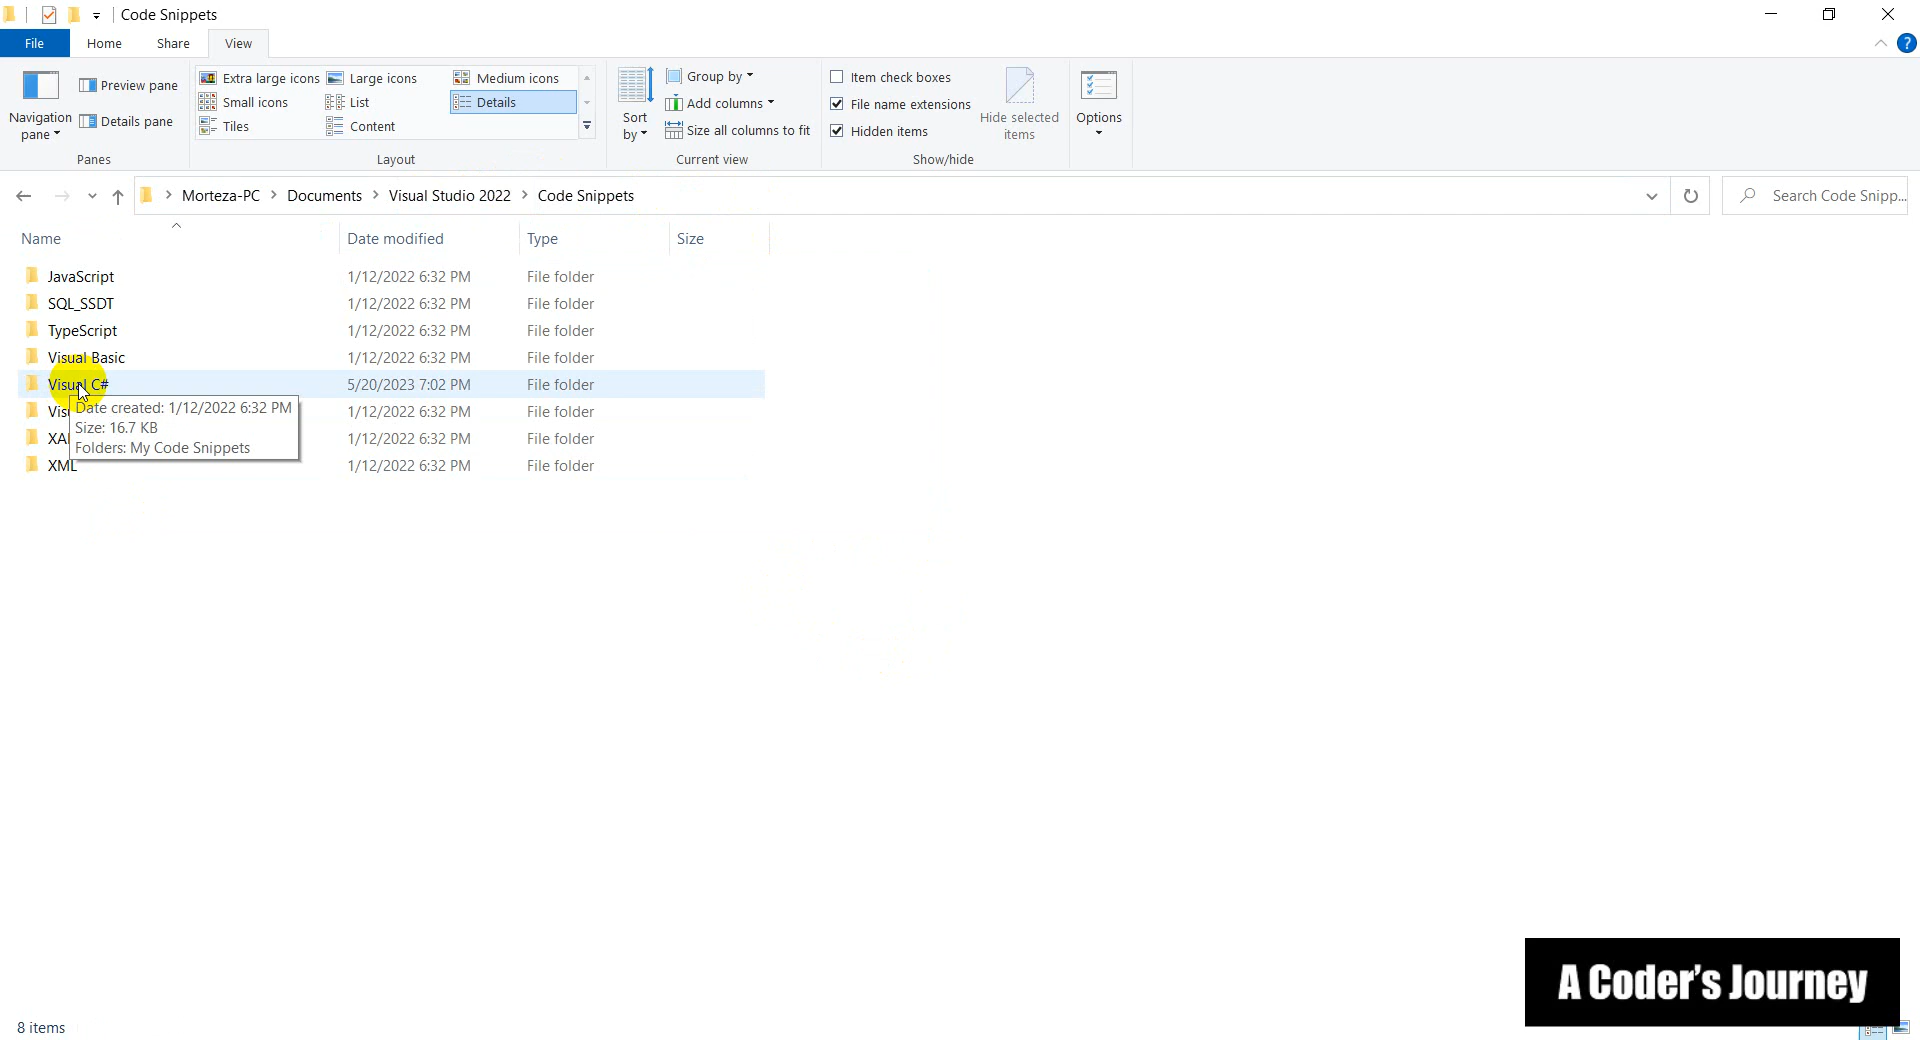 Code Snippets
File Home Share View
Navigation pane
Preview pane
Details pane
Panes
Extra large icons Large icons Medium icons
Small icons List Details
Tiles Content
Layout
Sort by
Group by
Add columns
Size all columns to fit
Current view
Item check boxes
File name extensions
Hidden items
Hide selected items
Show/hide
Options
Morteza-PC > Documents > Visual Studio 2022 > Code Snippets
Search Code Snipp...
Name Date modified Type Size
JavaScript 1/12/2022 6:32 PM File folder
SQL_SSDT 1/12/2022 6:32 PM File folder
TypeScript 1/12/2022 6:32 PM File folder
Visual Basic 1/12/2022 6:32 PM File folder
Visual C# 5/20/2023 7:02 PM File folder
1/12/2022 6:32 PM File folder
1/12/2022 6:32 PM File folder
XML 1/12/2022 6:32 PM File folder
Date created: 1/12/2022 6:32 PM
Size: 16.7 KB
Folders: My Code Snippets
A Coder's Journey
8 items